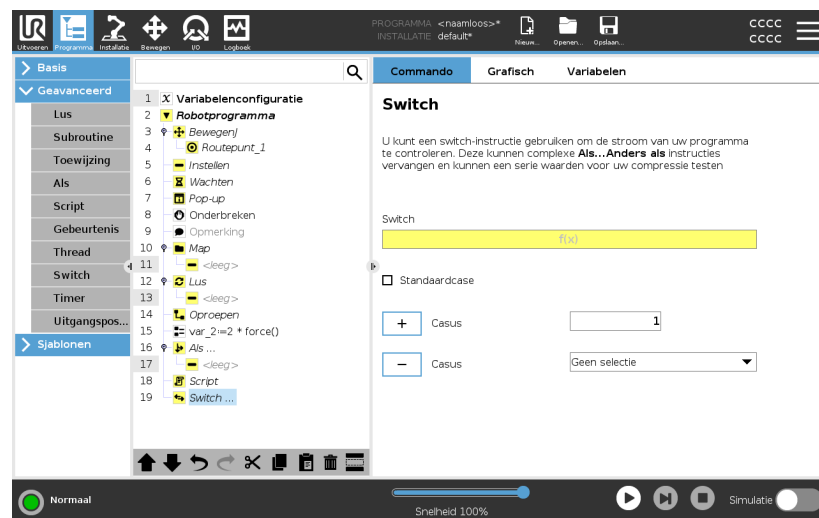 PROGRAMMA <naamloos>*
INSTALLATIE default*
Uitvoeren Programma Installatie Bewegen I/O Logboek Nieuw... Openen... Opslaan...
cccc
cccc
Basis
Geavanceerd
Lus
Subroutine
Toewijzing
Als
Script
Gebeurtenis
Thread
Switch
Timer
Uitgangspos...
Sjablonen
1 X Variabelenconfiguratie
2 Robotprogramma
3 BewegenJ
4 Routepunt_1
5 Instellen
6 Wachten
7 Pop-up
8 Onderbreken
9 Opmerking
10 Map
11 <leeg>
12 Lus
13 <leeg>
14 Oproepen
15 var_2:=2 * force()
16 Als ...
17 <leeg>
18 Script
19 Switch ...
Commando Grafisch Variabelen
Switch
U kunt een switch-instructie gebruiken om de stroom van uw programma
te controleren. Deze kunnen complexe Als...Anders als instructies
vervangen en kunnen een serie waarden voor uw compressie testen
Switch
f(x)
Standaardcase
+ Casus 1
− Casus Geen selectie
Normaal
Snelheid 100%
Simulatie